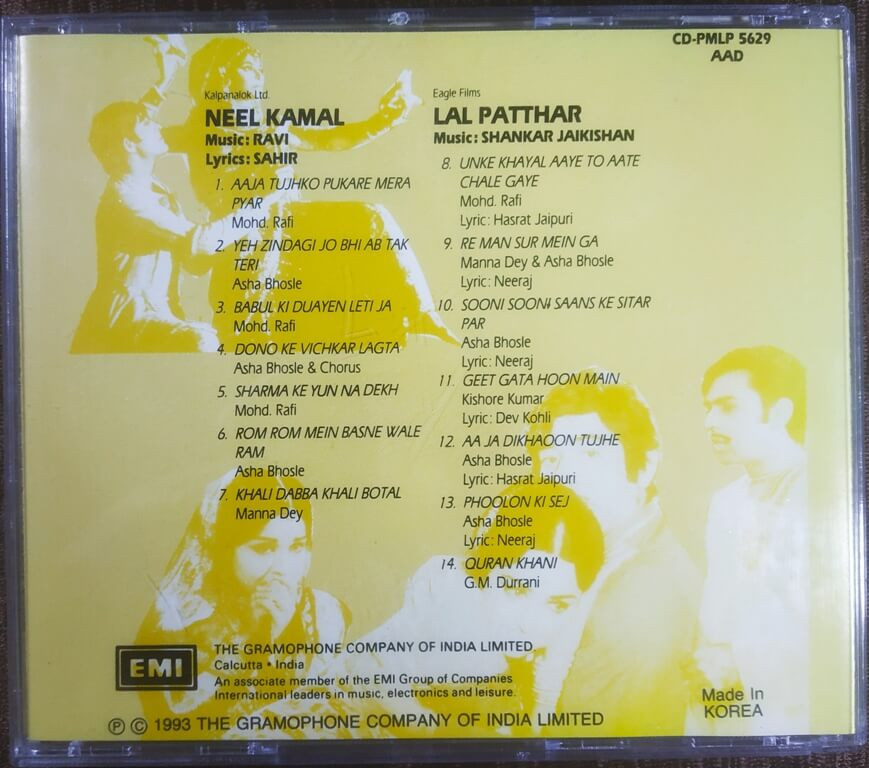 CD-PMLP 5629
AAD
Kalpanalok Ltd.
NEEL KAMAL
Music: RAVI
Lyrics: SAHIR
1. AAJA TUJHKO PUKARE MERA
PYAR
Mohd. Rafi
2. YEH ZINDAGI JO BHI AB TAK
TERI
Asha Bhosle
3. BABUL KI DUAYEN LETI JA
Mohd. Rafi
4. DONO KE VICHKAR LAGTA
Asha Bhosle & Chorus
5. SHARMA KE YUN NA DEKH
Mohd. Rafi
6. ROM ROM MEIN BASNE WALE
RAM
Asha Bhosle
7. KHALI DABBA KHALI BOTAL
Manna Dey
Eagle Films
LAL PATTHAR
Music: SHANKAR JAIKISHAN
8. UNKE KHAYAL AAYE TO AATE
CHALE GAYE
Mohd. Rafi
Lyric: Hasrat Jaipuri
9. RE MAN SUR MEIN GA
Manna Dey & Asha Bhosle
Lyric: Neeraj
10. SOONI SOONI SAANS KE SITAR
PAR
Asha Bhosle
Lyric: Neeraj
11. GEET GATA HOON MAIN
Kishore Kumar
Lyric: Dev Kohli
12. AA JA DIKHAOON TUJHE
Asha Bhosle
Lyric: Hasrat Jaipuri
13. PHOOLON KI SEJ
Asha Bhosle
Lyric: Neeraj
14. QURAN KHANI
G.M. Durrani
EMI
THE GRAMOPHONE COMPANY OF INDIA LIMITED.
Calcutta • India
An associate member of the EMI Group of Companies
International leaders in music, electronics and leisure.
℗ © 1993 THE GRAMOPHONE COMPANY OF INDIA LIMITED
Made In
KOREA